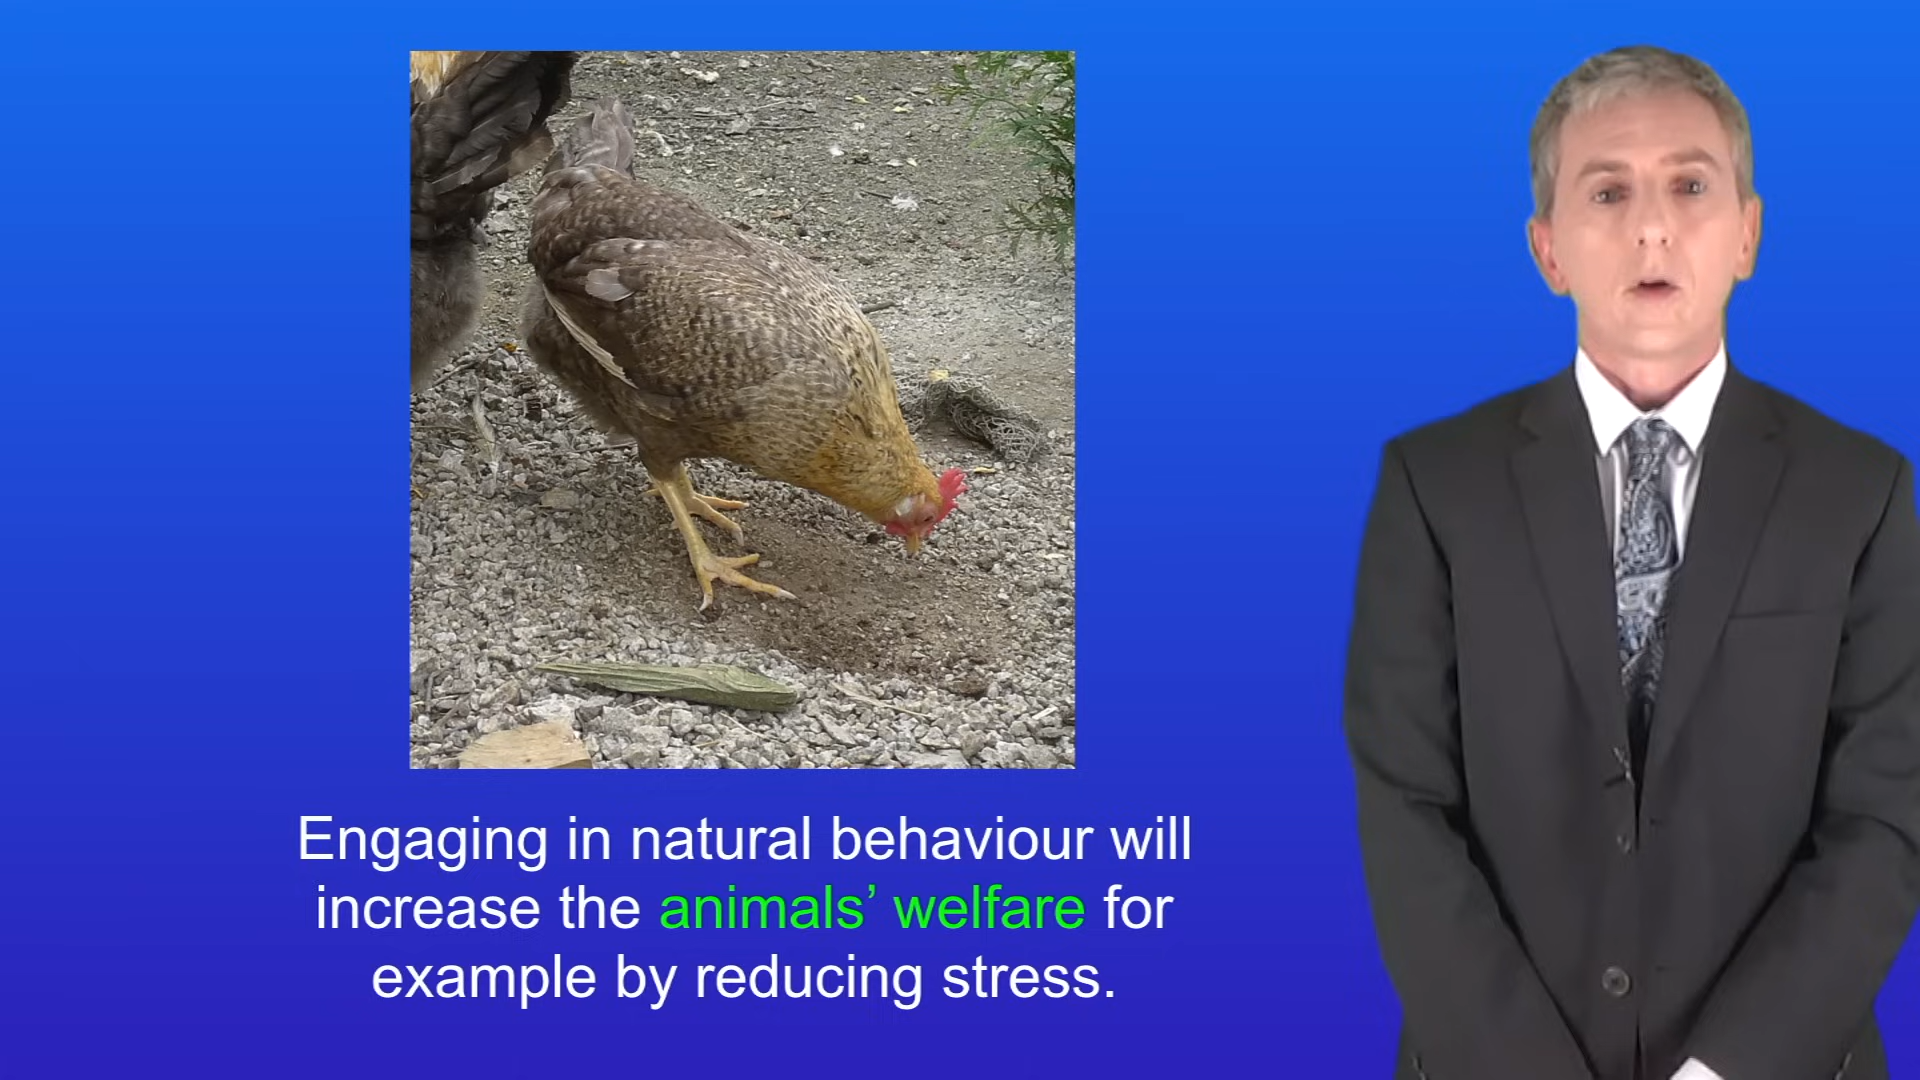 Engaging in natural behaviour will
increase the animals’ welfare for
example by reducing stress.